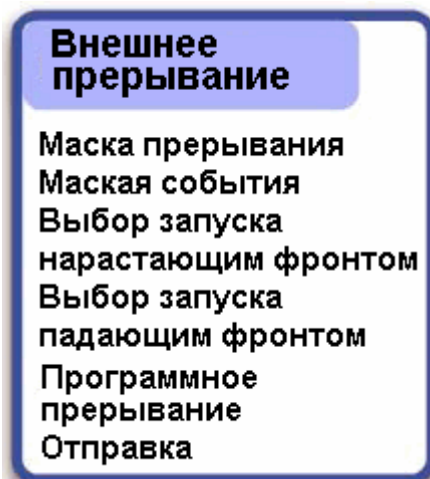 Внешнее
прерывание
Маска прерывания
Маская события
Выбор запуска
нарастающим фронтом
Выбор запуска
падающим фронтом
Программное
прерывание
Отправка